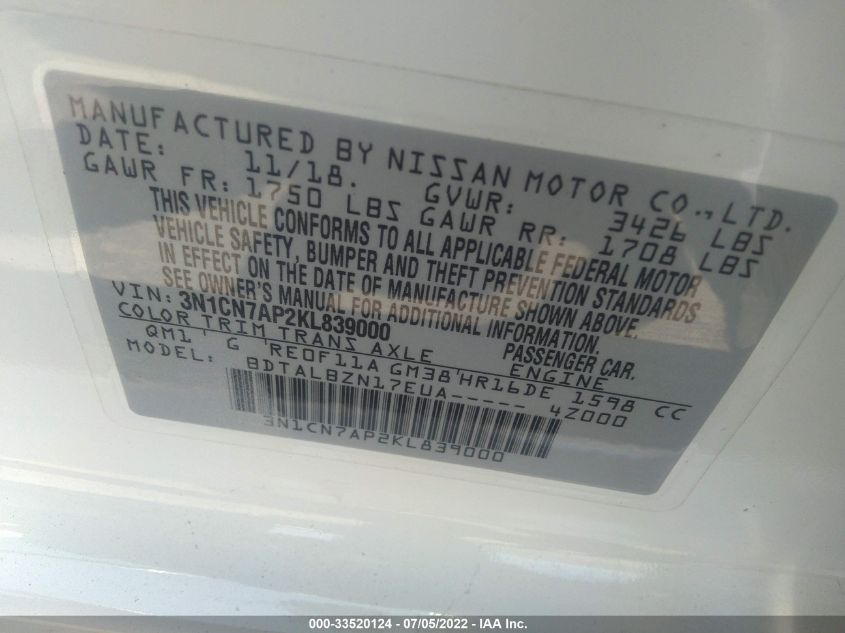 MANUFACTURED BY NISSAN MOTOR CO.,LTD.
DATE: 11/18. GVWR: 3426 LBS
GAWR FR: 1750 LBS GAWR RR: 1708 LBS
THIS VEHICLE CONFORMS TO ALL APPLICABLE FEDERAL MOTOR
VEHICLE SAFETY, BUMPER AND THEFT PREVENTION STANDARDS
IN EFFECT ON THE DATE OF MANUFACTURE SHOWN ABOVE.
SEE OWNER'S MANUAL FOR ADDITIONAL INFORMATION.
VIN: 3N1CN7AP2KL839000 PASSENGER CAR.
COLOR TRIM TRANS AXLE ENGINE
QM1 G RE0F11A GM38 HR16DE 1598 CC
MODEL: BDTALBZN17EUA----- 4Z000
3N1CN7AP2KL839000
000-33520124 - 07/05/2022 - IAA Inc.